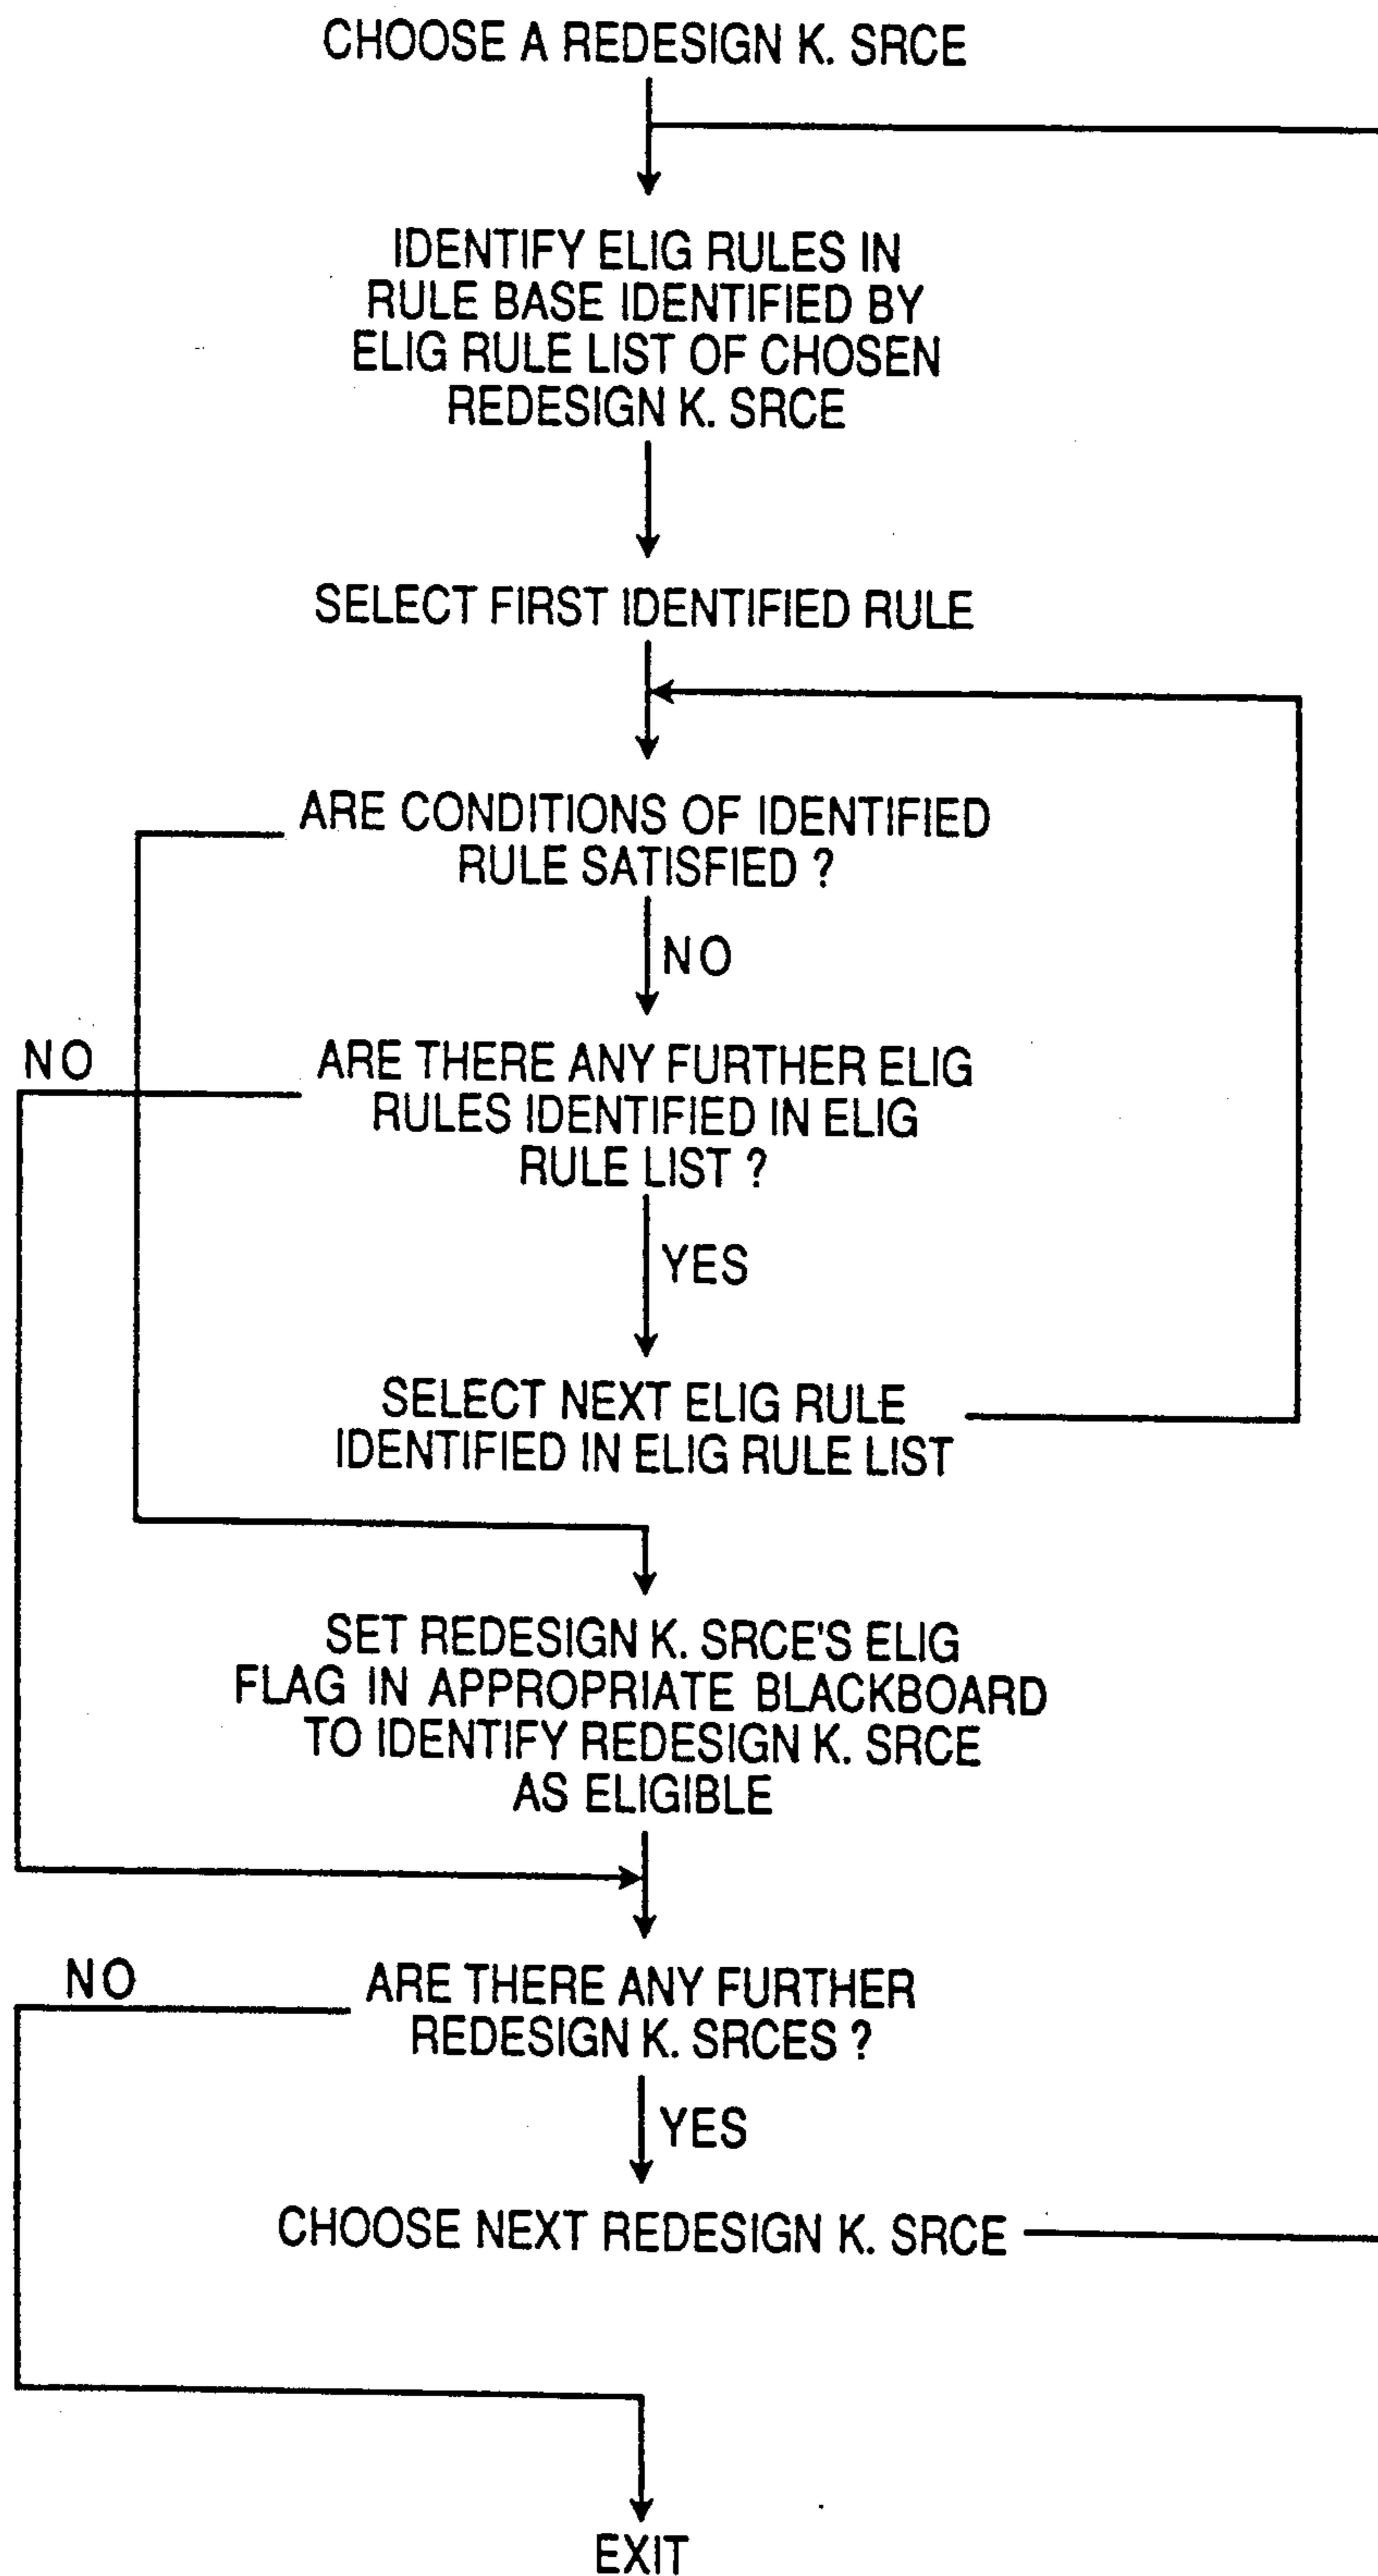 CHOOSE A REDESIGN K. SRCE
IDENTIFY ELIG RULES IN
RULE BASE IDENTIFIED BY
ELIG RULE LIST OF CHOSEN
REDESIGN K. SRCE
SELECT FIRST IDENTIFIED RULE
ARE CONDITIONS OF IDENTIFIED
RULE SATISFIED ?
NO
NO
ARE THERE ANY FURTHER ELIG
RULES IDENTIFIED IN ELIG
RULE LIST ?
YES
SELECT NEXT ELIG RULE
IDENTIFIED IN ELIG RULE LIST
SET REDESIGN K. SRCE'S ELIG
FLAG IN APPROPRIATE BLACKBOARD
TO IDENTIFY REDESIGN K. SRCE
AS ELIGIBLE
NO
ARE THERE ANY FURTHER
REDESIGN K. SRCES ?
YES
CHOOSE NEXT REDESIGN K. SRCE
EXIT